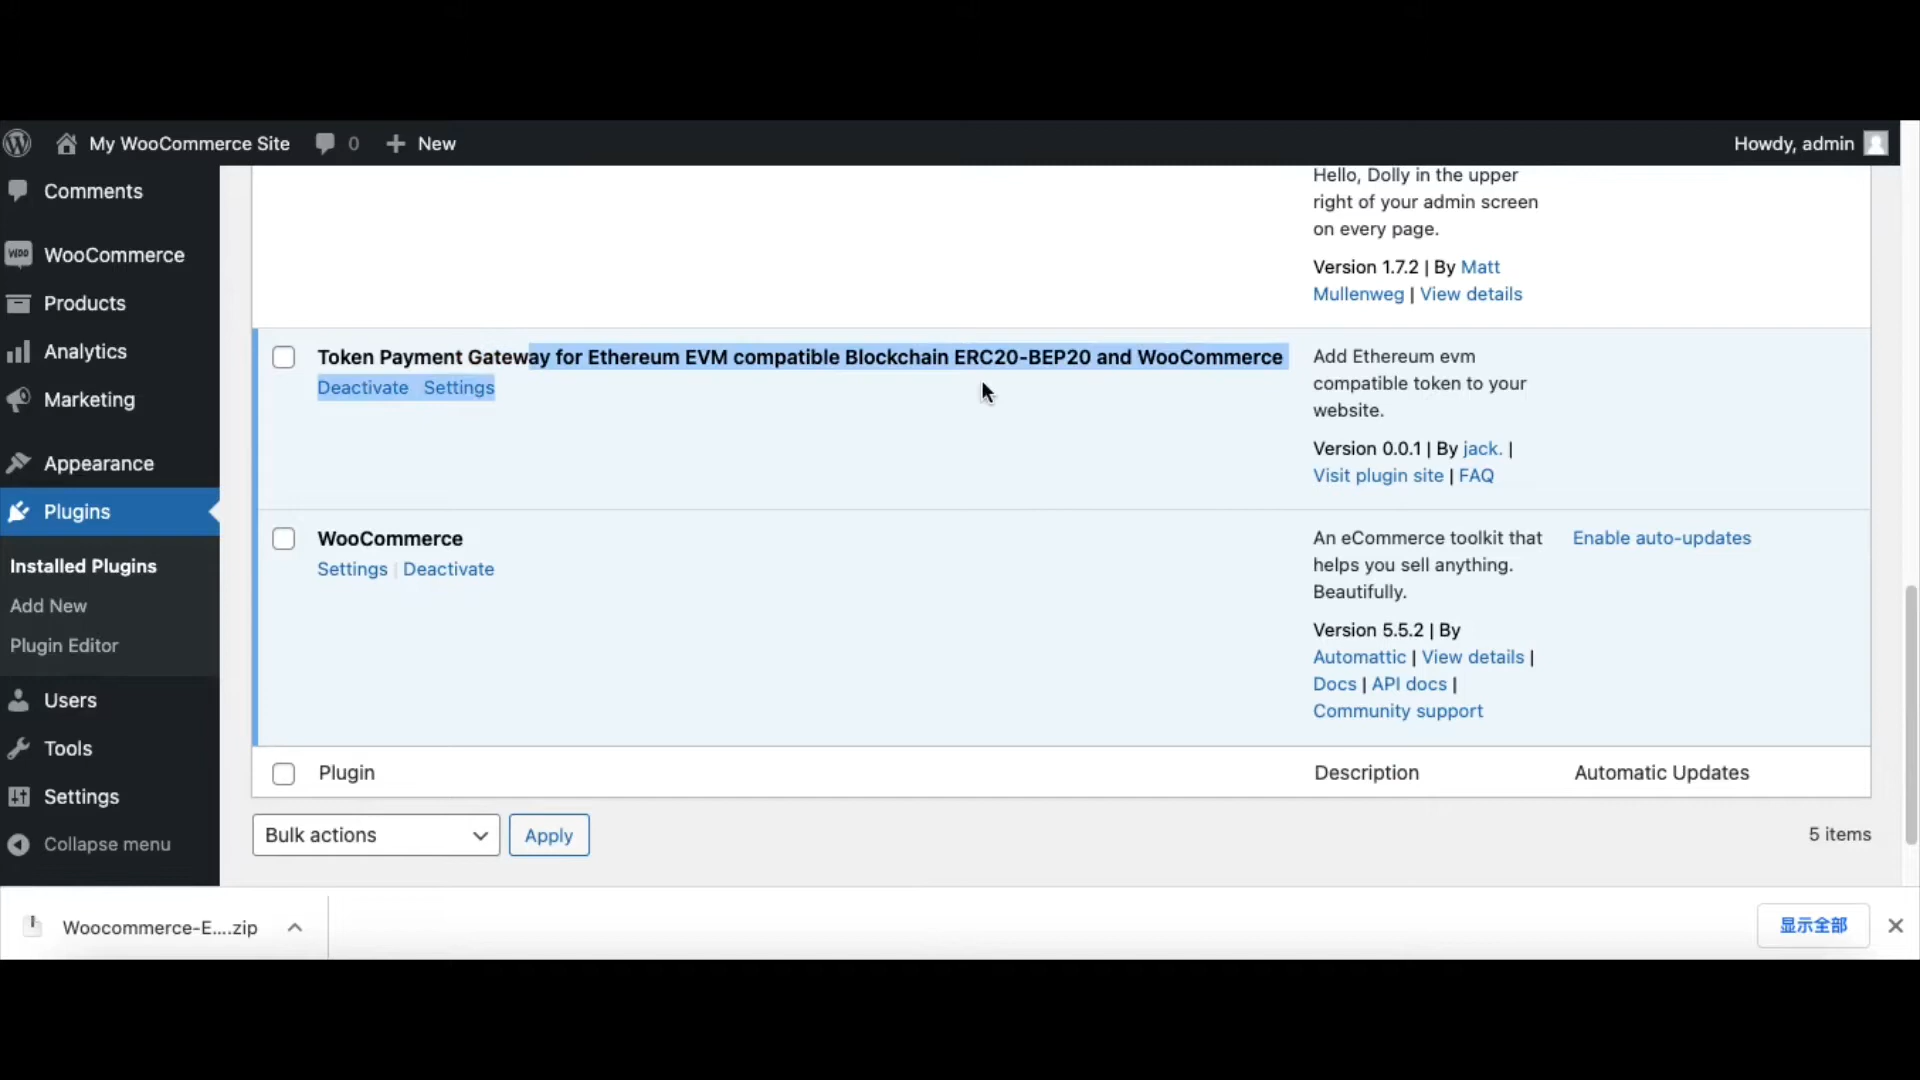 My WooCommerce Site 0 New Howdy, admin
Comments
WooCommerce
Products
Analytics
Marketing
Appearance
Plugins
Installed Plugins
Add New
Plugin Editor
Users
Tools
Settings
Collapse menu
Hello, Dolly in the upper
right of your admin screen
on every page.
Version 1.7.2 | By Matt
Mullenweg | View details
Token Payment Gateway for Ethereum EVM compatible Blockchain ERC20-BEP20 and WooCommerce
Deactivate Settings
Add Ethereum evm
compatible token to your
website.
Version 0.0.1 | By jack. |
Visit plugin site | FAQ
WooCommerce
Settings | Deactivate
An eCommerce toolkit that
helps you sell anything.
Beautifully.
Version 5.5.2 | By
Automattic | View details |
Docs | API docs |
Community support
Enable auto-updates
Plugin Description Automatic Updates
Bulk actions Apply 5 items
Woocommerce-E....zip 显示全部